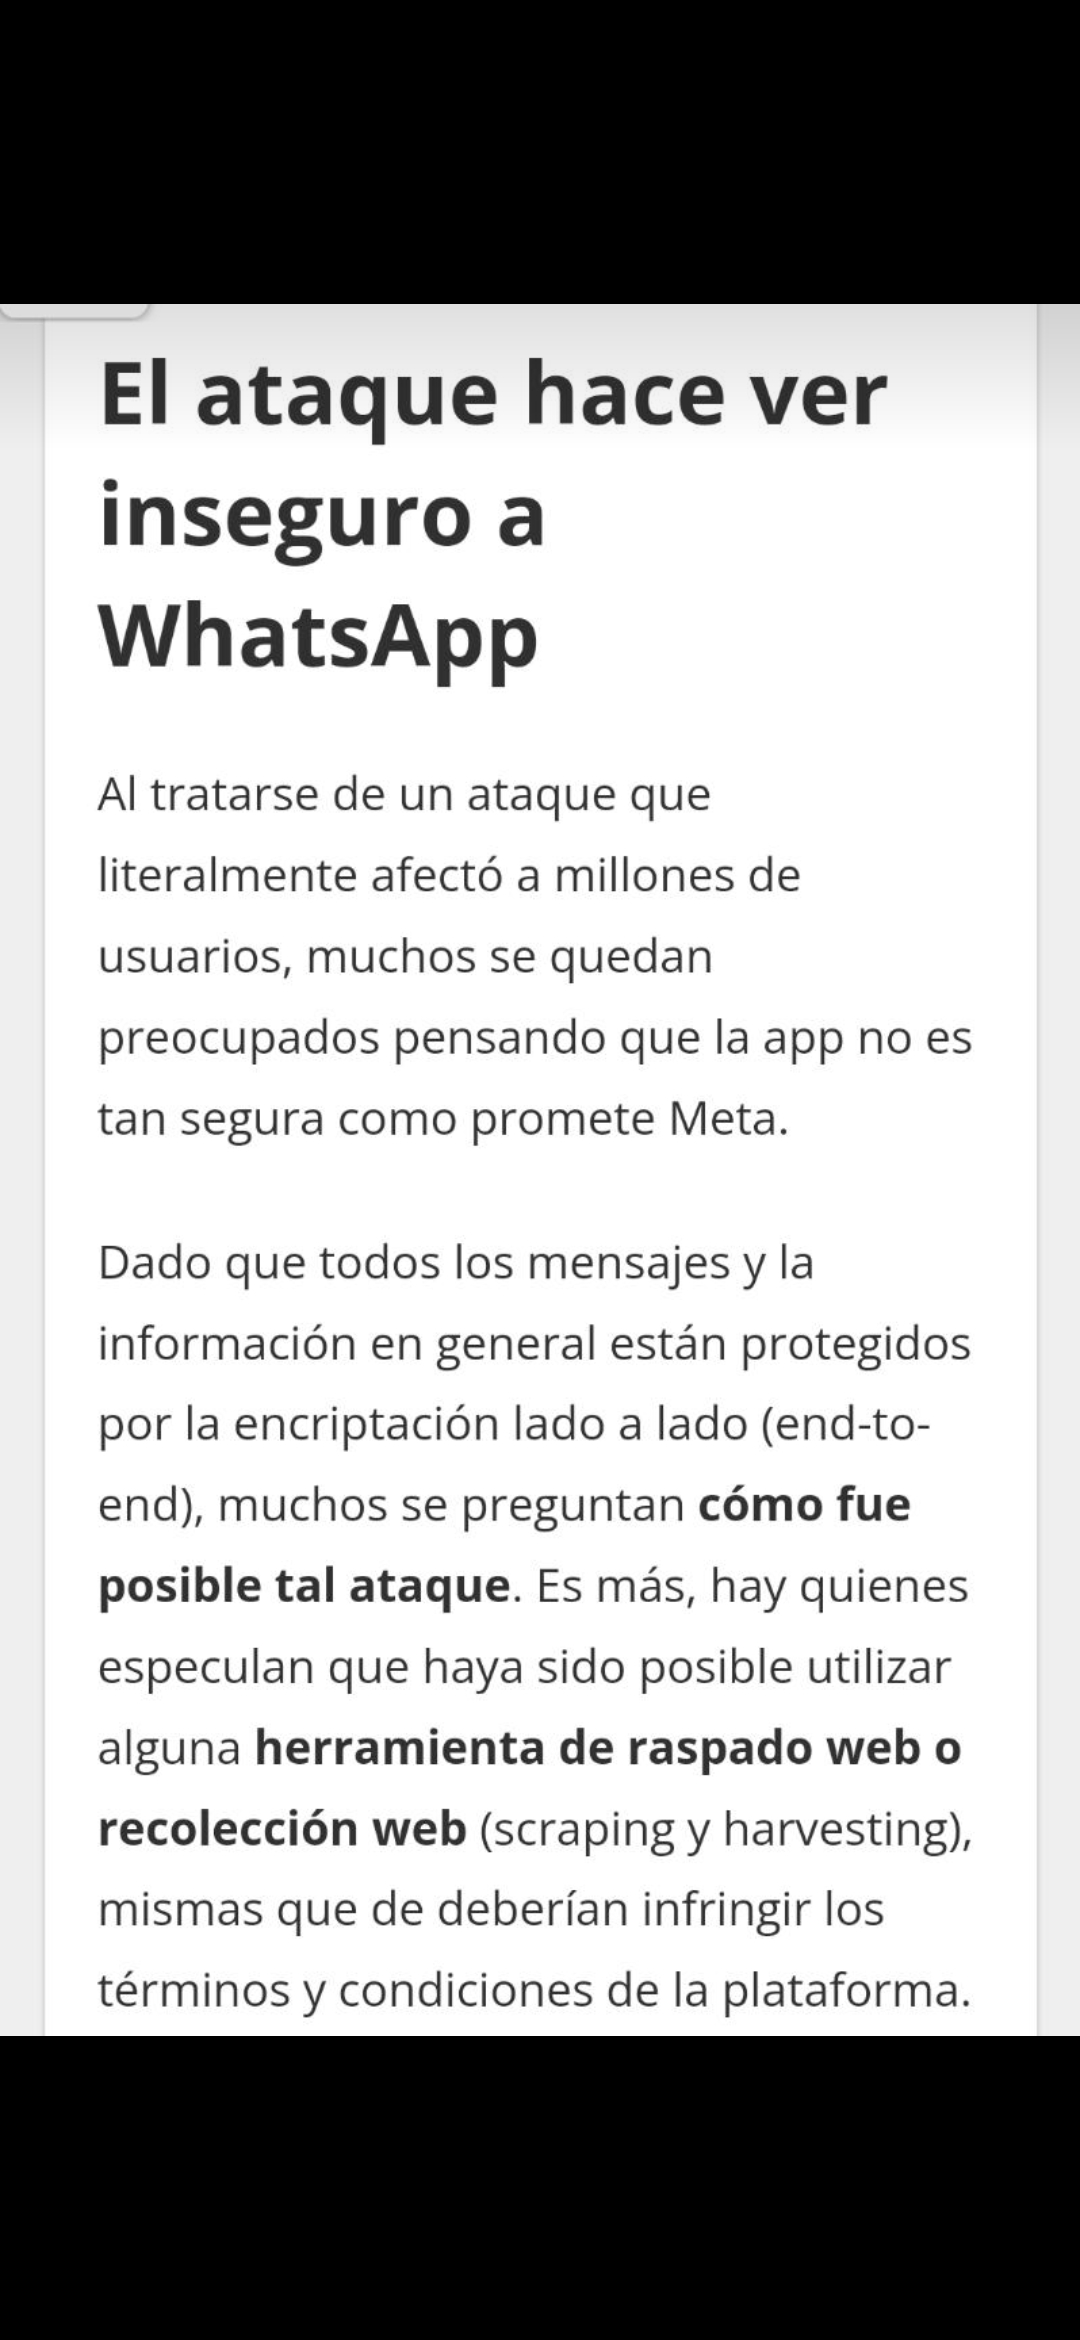 El ataque hace ver
inseguro a
WhatsApp
Al tratarse de un ataque que
literalmente afectó a millones de
usuarios, muchos se quedan
preocupados pensando que la app no es
tan segura como promete Meta.
Dado que todos los mensajes y la
información en general están protegidos
por la encriptación lado a lado (end-to-
end), muchos se preguntan cómo fue
posible tal ataque. Es más, hay quienes
especulan que haya sido posible utilizar
alguna herramienta de raspado web o
recolección web (scraping y harvesting),
mismas que de deberían infringir los
términos y condiciones de la plataforma.